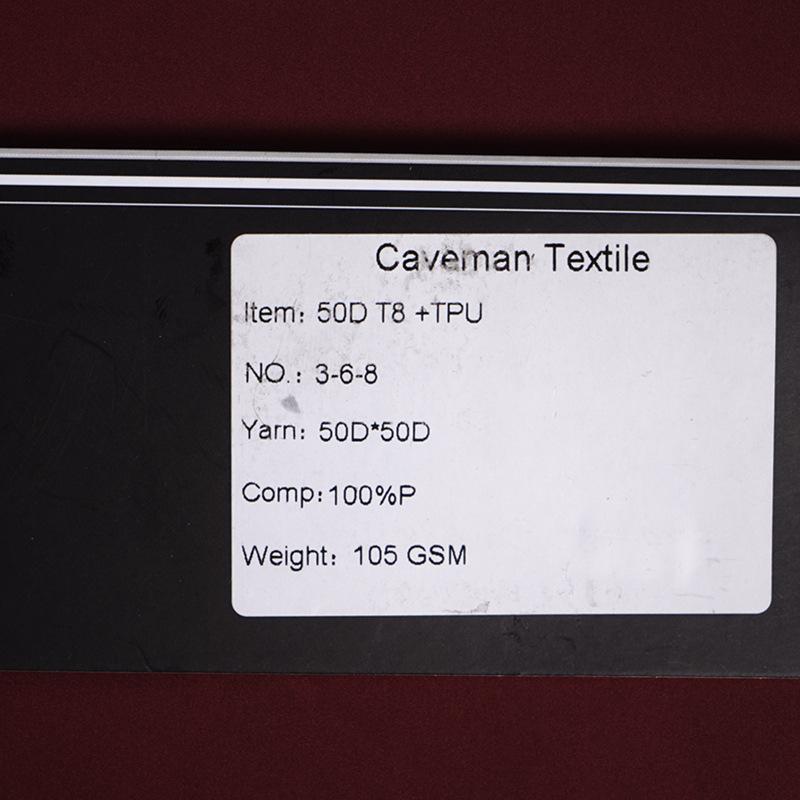 Caveman Textile
Item: 50D T8 +TPU
NO.: 3-6-8
Yarn: 50D*50D
Comp:100%P
Weight: 105 GSM